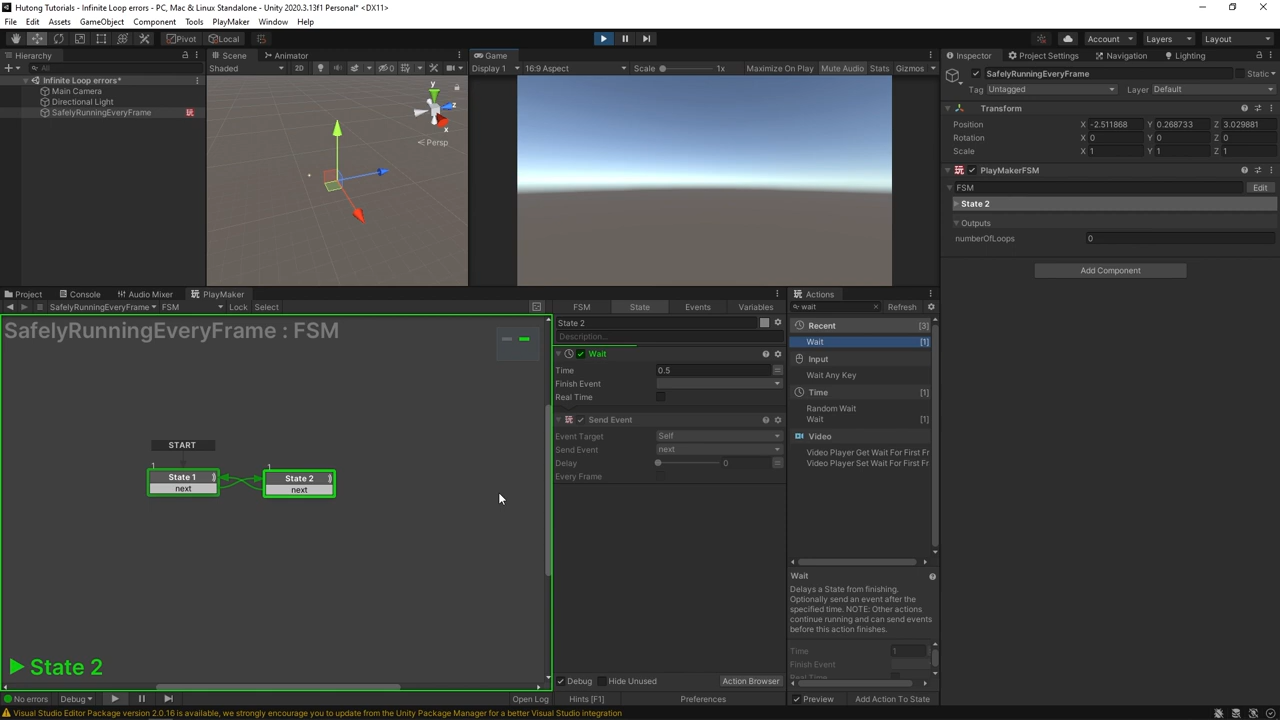 Hutong Tutorials - Infinite Loop errors - PC, Mac & Linux Standalone - Unity 2020.3.13f1 Personal* <DX11>
File Edit Assets GameObject Component Tools PlayMaker Window Help
Pivot Local Account Layers Layout
Hierarchy Scene Animator Game Inspector Project Settings Navigation Lighting
All Shaded 2D 0 Display 1 16:9 Aspect Scale 1x Maximize On Play Mute Audio Stats Gizmos
SafelyRunningEveryFrame Static
Infinite Loop errors*
Main Camera
Directional Light
SafelyRunningEveryFrame
y
z
x
Persp
Tag Untagged Layer Default
Transform
Position X -2.511868 Y 0.268733 Z 3.029881
Rotation X 0 Y 0 Z 0
Scale X 1 Y 1 Z 1
PlayMakerFSM
FSM Edit
State 2
Outputs
numberOfLoops 0
Add Component
Project Console Audio Mixer PlayMaker
SafelyRunningEveryFrame FSM Lock Select
SafelyRunningEveryFrame : FSM
START
1 1
State 1 State 2
next next
State 2
No errors Debug Open Log
FSM State Events Variables
State 2
Description...
Wait
Time 0.5
Finish Event
Real Time
Send Event
Event Target Self
Send Event next
Delay 0
Every Frame
Debug Hide Unused Action Browser
Hints [F1] Preferences
Actions
wait Refresh
Recent [3]
Wait [1]
Input
Wait Any Key
Time [1]
Random Wait
Wait [1]
Video
Video Player Get Wait For First Fr
Video Player Set Wait For First Fr
Wait
Delays a State from finishing.
Optionally send an event after the
specified time. NOTE: Other actions
continue running and can send events
before this action finishes.
Time 1
Finish Event
Preview Add Action To State
Visual Studio Editor Package version 2.0.16 is available, we strongly encourage you to update from the Unity Package Manager for a better Visual Studio integration